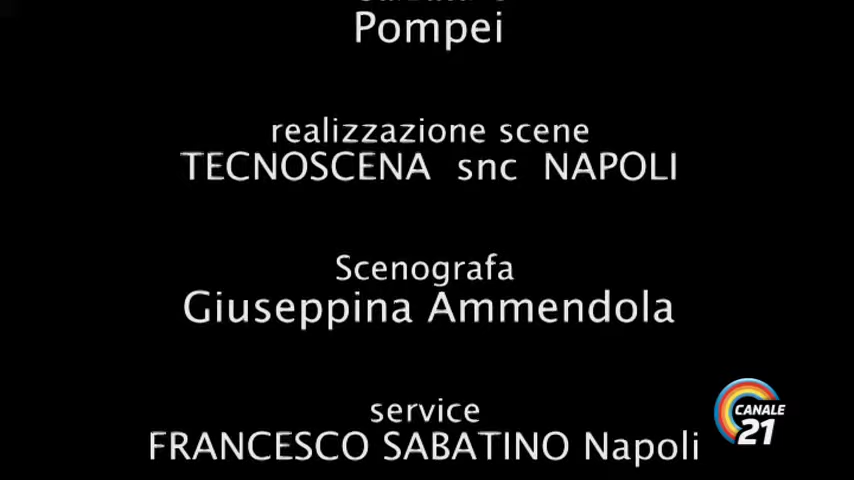 Pompei
realizzazione scene
TECNOSCENA snc NAPOLI
Scenografa
Giuseppina Ammendola
service
FRANCESCO SABATINO Napoli
CANALE
21